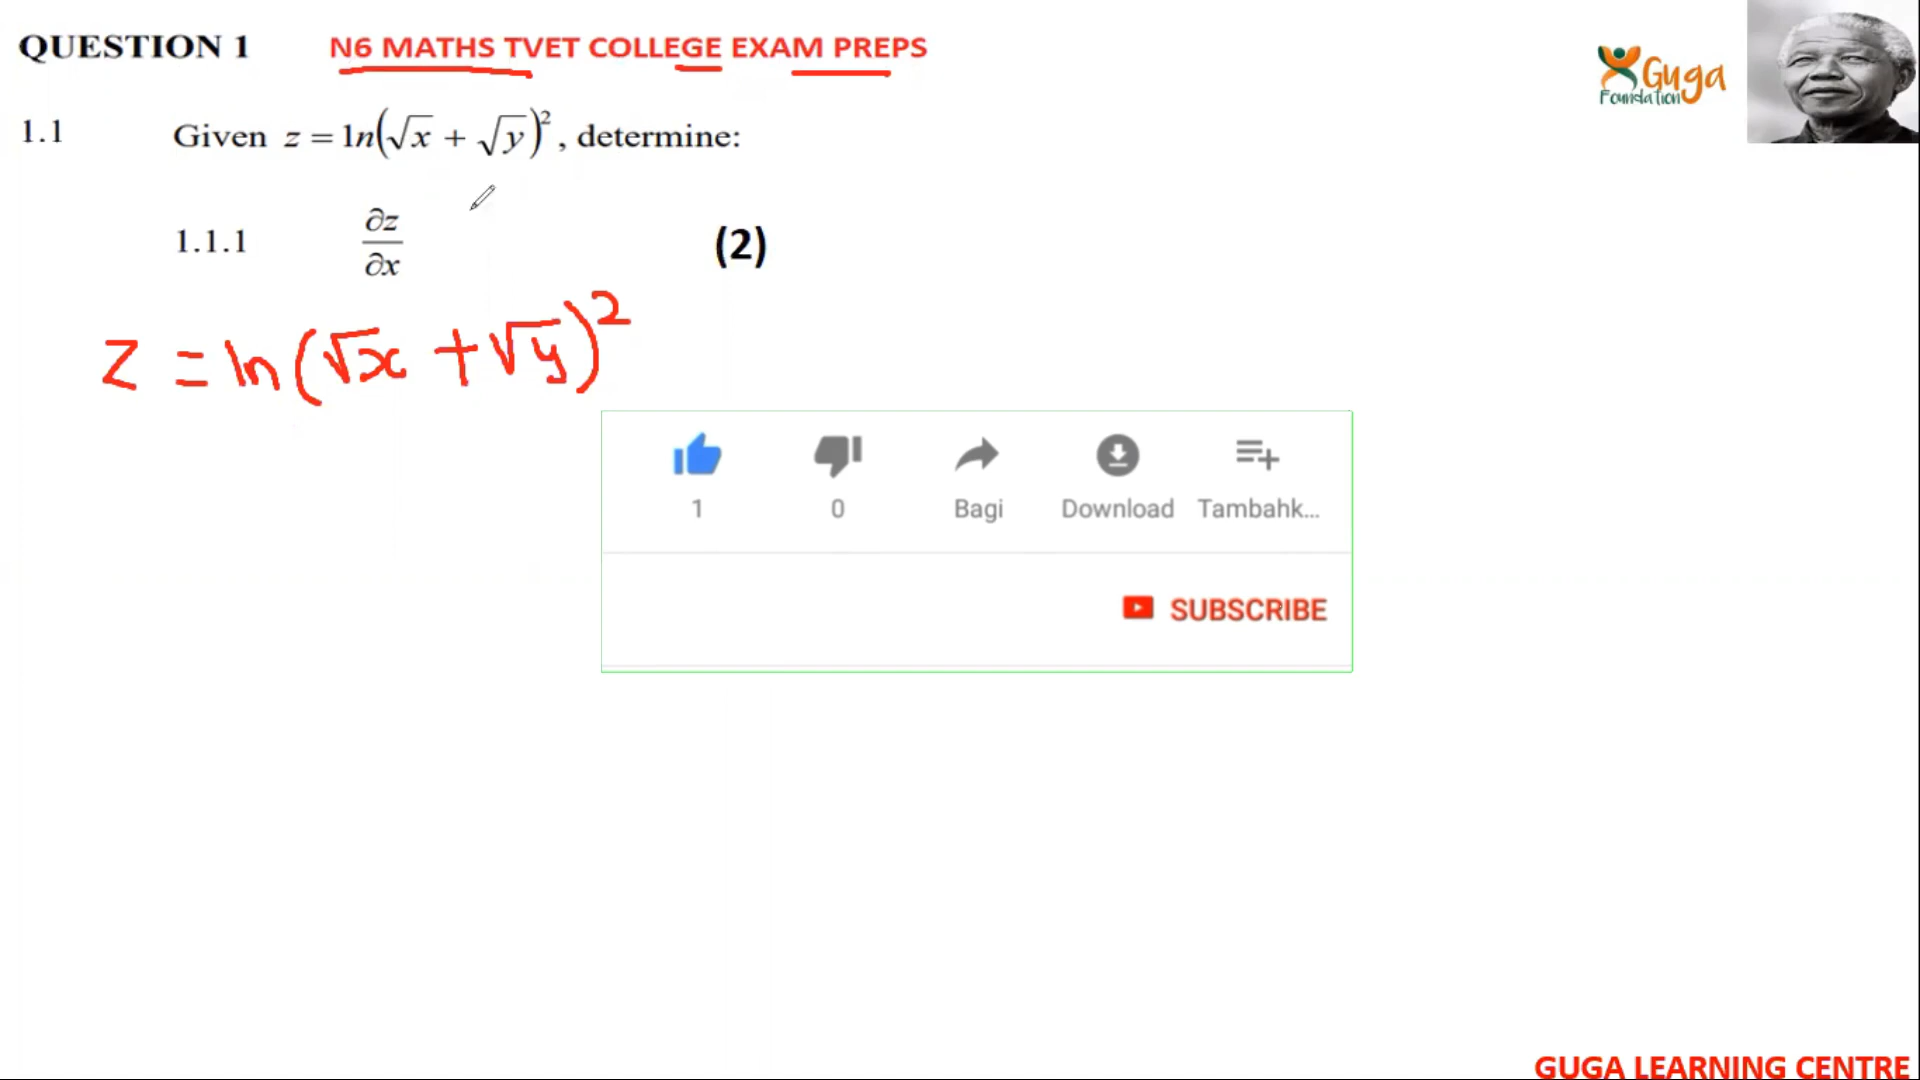 QUESTION 1 N6 MATHS TVET COLLEGE EXAM PREPS
Guga
Foundation
1.1 Given z = ln(√x + √y)², determine:
1.1.1 ∂z/∂x (2)
z = ln(√x + √y)²
1 0 Bagi Download Tambahk...
SUBSCRIBE
GUGA LEARNING CENTRE